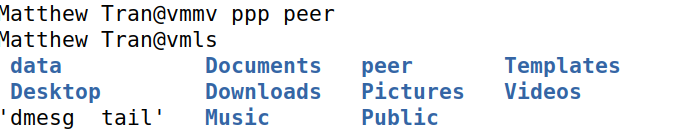 Matthew Tran@vmmv ppp peer
Matthew Tran@vmls
data Documents peer Templates
Desktop Downloads Pictures Videos
'dmesg  tail' Music Public